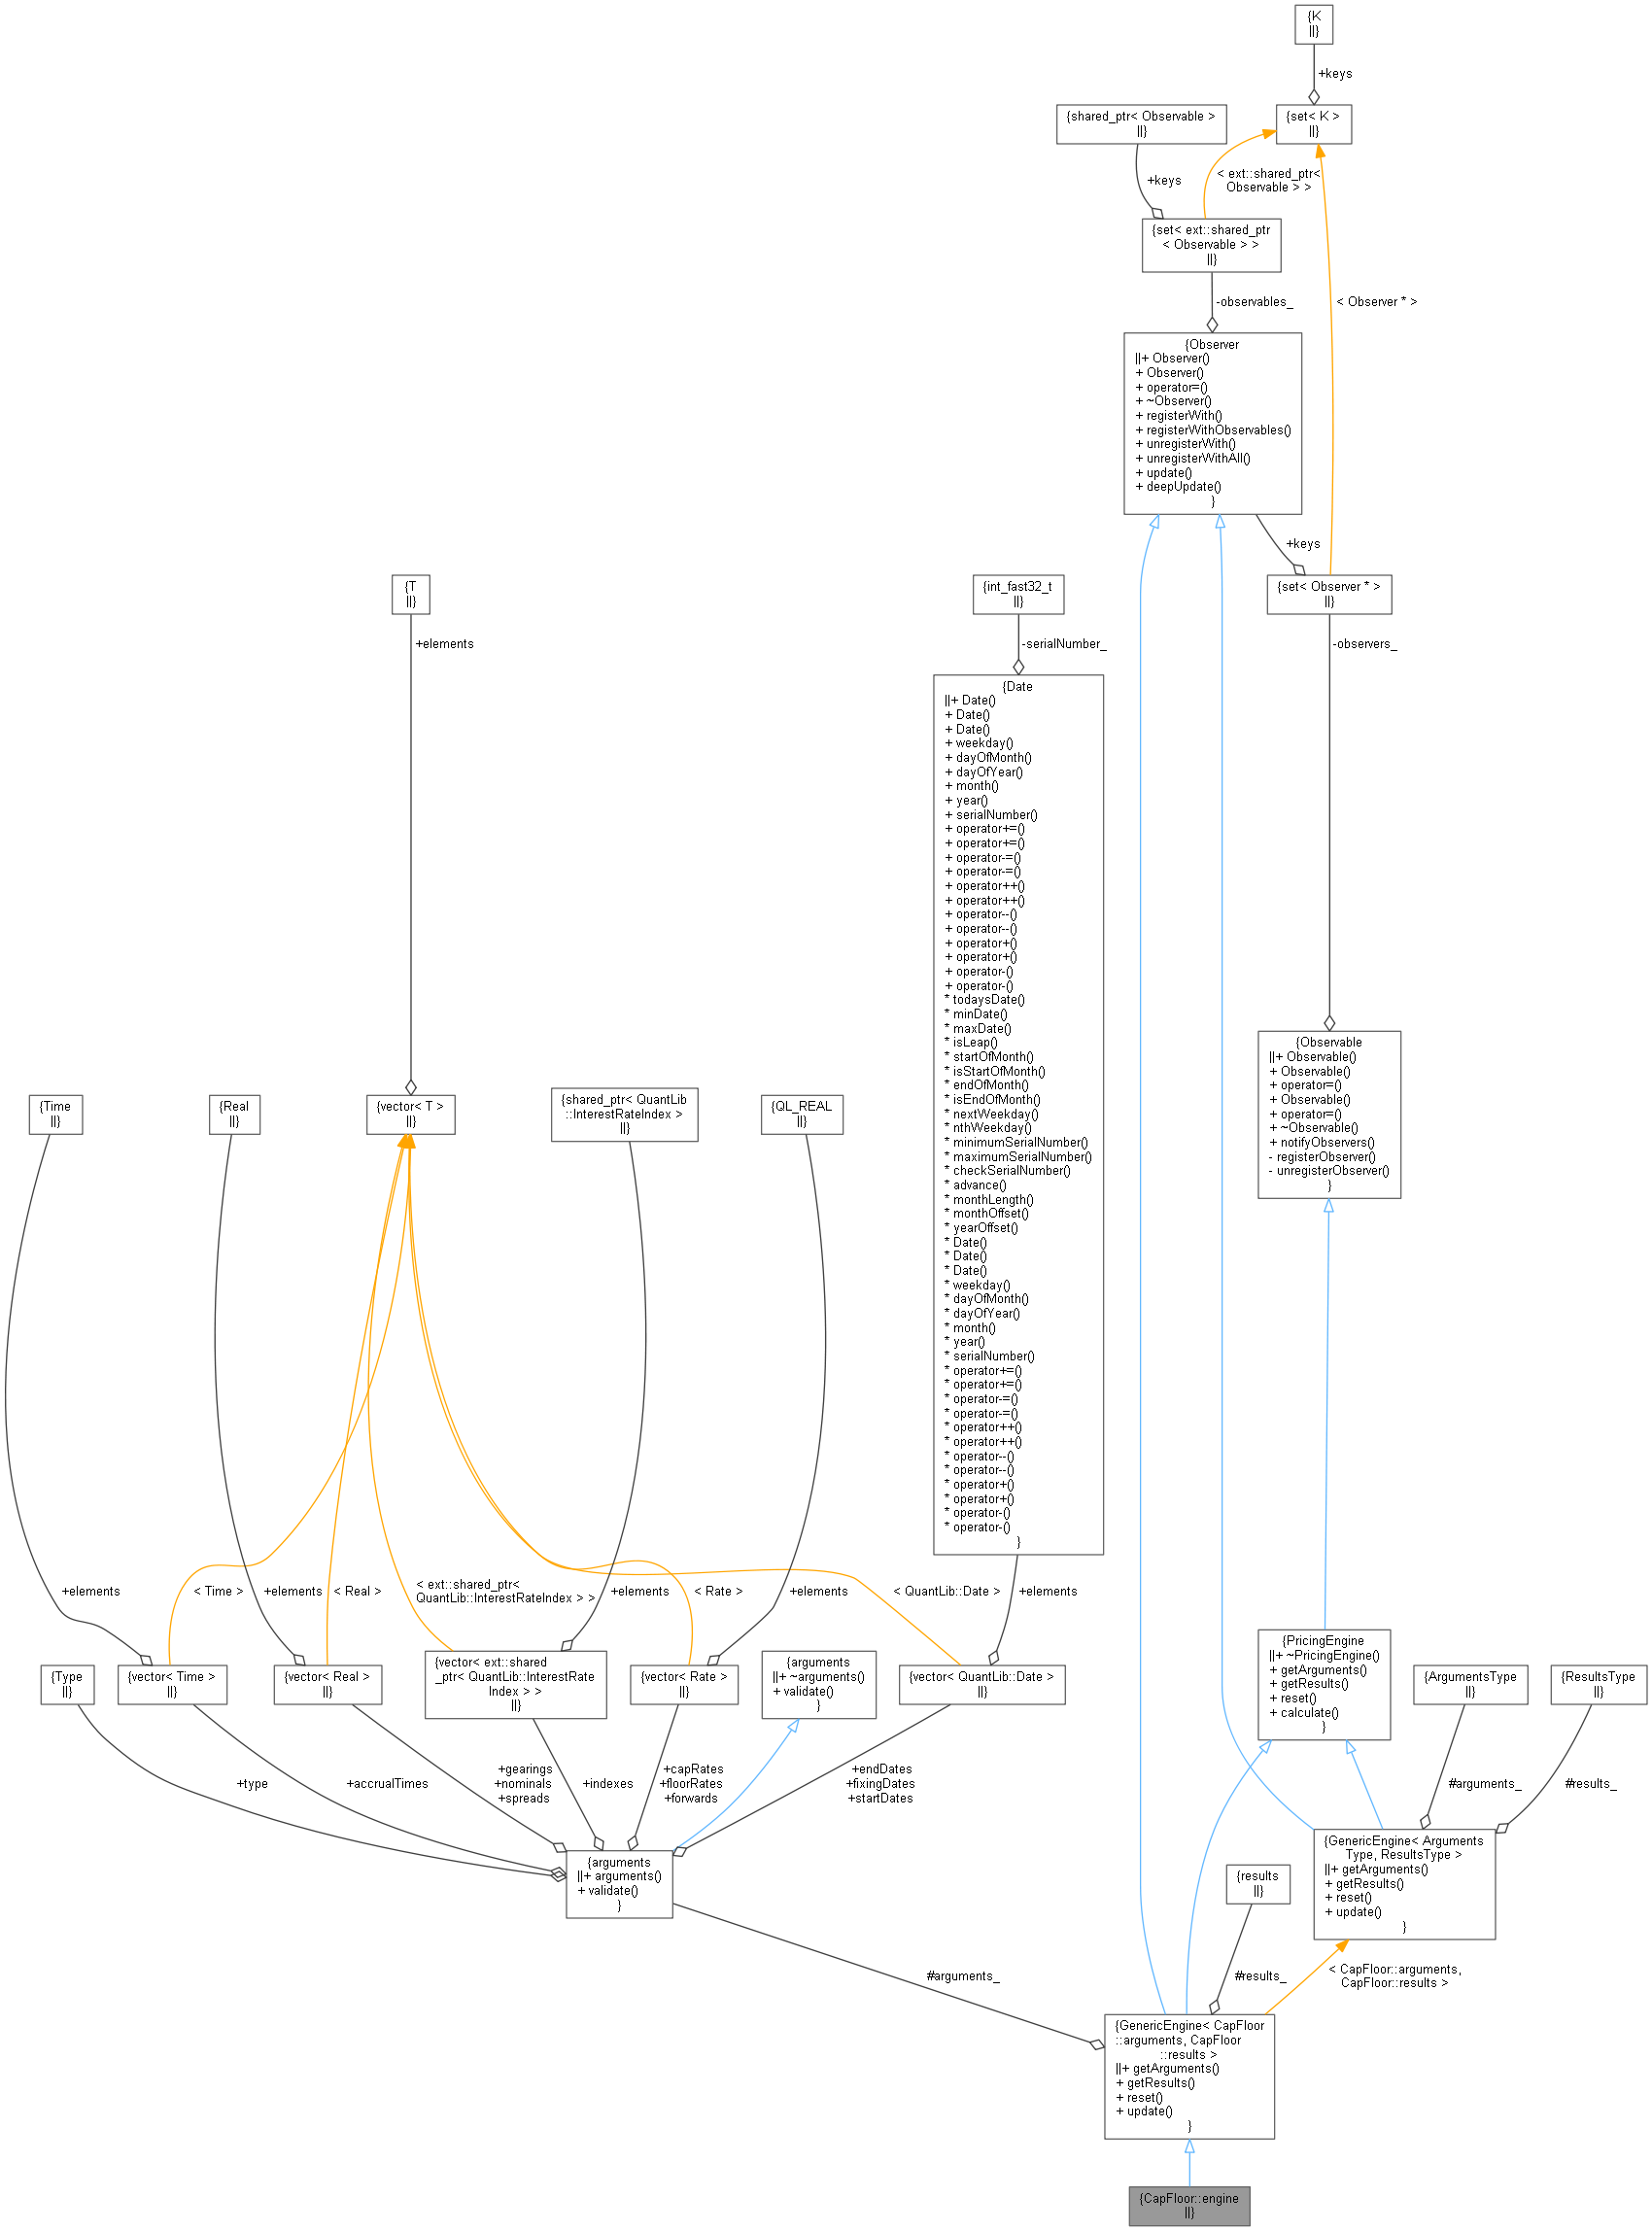 {K
||}
+keys
{shared_ptr< Observable >
||}
{set< K >
||}
+keys
< ext::shared_ptr<
Observable > >
{set< ext::shared_ptr
< Observable > >
||}
-observables_
< Observer * >
{Observer
||+ Observer()
+ Observer()
+ operator=()
+ ~Observer()
+ registerWith()
+ registerWithObservables()
+ unregisterWith()
+ unregisterWithAll()
+ update()
+ deepUpdate()
}
+keys
{T
||}
{int_fast32_t
||}
{set< Observer * >
||}
+elements
-serialNumber_
-observers_
{Date
||+ Date()
+ Date()
+ Date()
+ weekday()
+ dayOfMonth()
+ dayOfYear()
+ month()
+ year()
+ serialNumber()
+ operator+=()
+ operator+=()
+ operator-=()
+ operator-=()
+ operator++()
+ operator++()
+ operator--()
+ operator--()
+ operator+()
+ operator+()
+ operator-()
+ operator-()
* todaysDate()
* minDate()
* maxDate()
* isLeap()
* startOfMonth()
* isStartOfMonth()
* endOfMonth()
* isEndOfMonth()
* nextWeekday()
* nthWeekday()
* minimumSerialNumber()
* maximumSerialNumber()
* checkSerialNumber()
* advance()
* monthLength()
* monthOffset()
* yearOffset()
* Date()
* Date()
* Date()
* weekday()
* dayOfMonth()
* dayOfYear()
* month()
* year()
* serialNumber()
* operator+=()
* operator+=()
* operator-=()
* operator-=()
* operator++()
* operator++()
* operator--()
* operator--()
* operator+()
* operator+()
* operator-()
* operator-()
}
{Observable
||+ Observable()
+ Observable()
+ operator=()
+ Observable()
+ operator=()
+ ~Observable()
+ notifyObservers()
- registerObserver()
- unregisterObserver()
}
{Time
||}
{Real
||}
{vector< T >
||}
{shared_ptr< QuantLib
::InterestRateIndex >
||}
{QL_REAL
||}
+elements
< Time >
+elements
< Real >
< ext::shared_ptr<
QuantLib::InterestRateIndex > >
+elements
< Rate >
+elements
< QuantLib::Date >
+elements
{Type
||}
{vector< Time >
||}
{vector< Real >
||}
{vector< ext::shared
_ptr< QuantLib::InterestRate
Index > >
||}
{vector< Rate >
||}
{arguments
||+ ~arguments()
+ validate()
}
{vector< QuantLib::Date >
||}
{PricingEngine
||+ ~PricingEngine()
+ getArguments()
+ getResults()
+ reset()
+ calculate()
}
{ArgumentsType
||}
{ResultsType
||}
+type
+accrualTimes
+gearings
+nominals
+spreads
+indexes
+capRates
+floorRates
+forwards
+endDates
+fixingDates
+startDates
#arguments_
#results_
{arguments
||+ arguments()
+ validate()
}
{results
||}
{GenericEngine< Arguments
Type, ResultsType >
||+ getArguments()
+ getResults()
+ reset()
+ update()
}
#arguments_
#results_
< CapFloor::arguments,
CapFloor::results >
{GenericEngine< CapFloor
::arguments, CapFloor
::results >
||+ getArguments()
+ getResults()
+ reset()
+ update()
}
{CapFloor::engine
||}